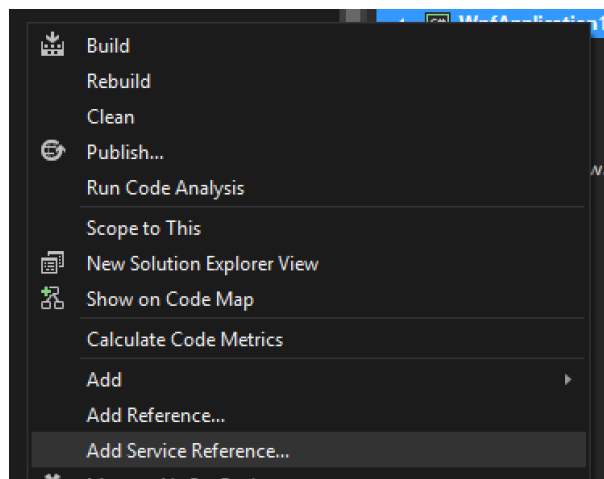 WpfApplication1
Build
Rebuild
Clean
Publish...
Run Code Analysis
Scope to This
New Solution Explorer View
Show on Code Map
Calculate Code Metrics
Add
Add Reference...
Add Service Reference...